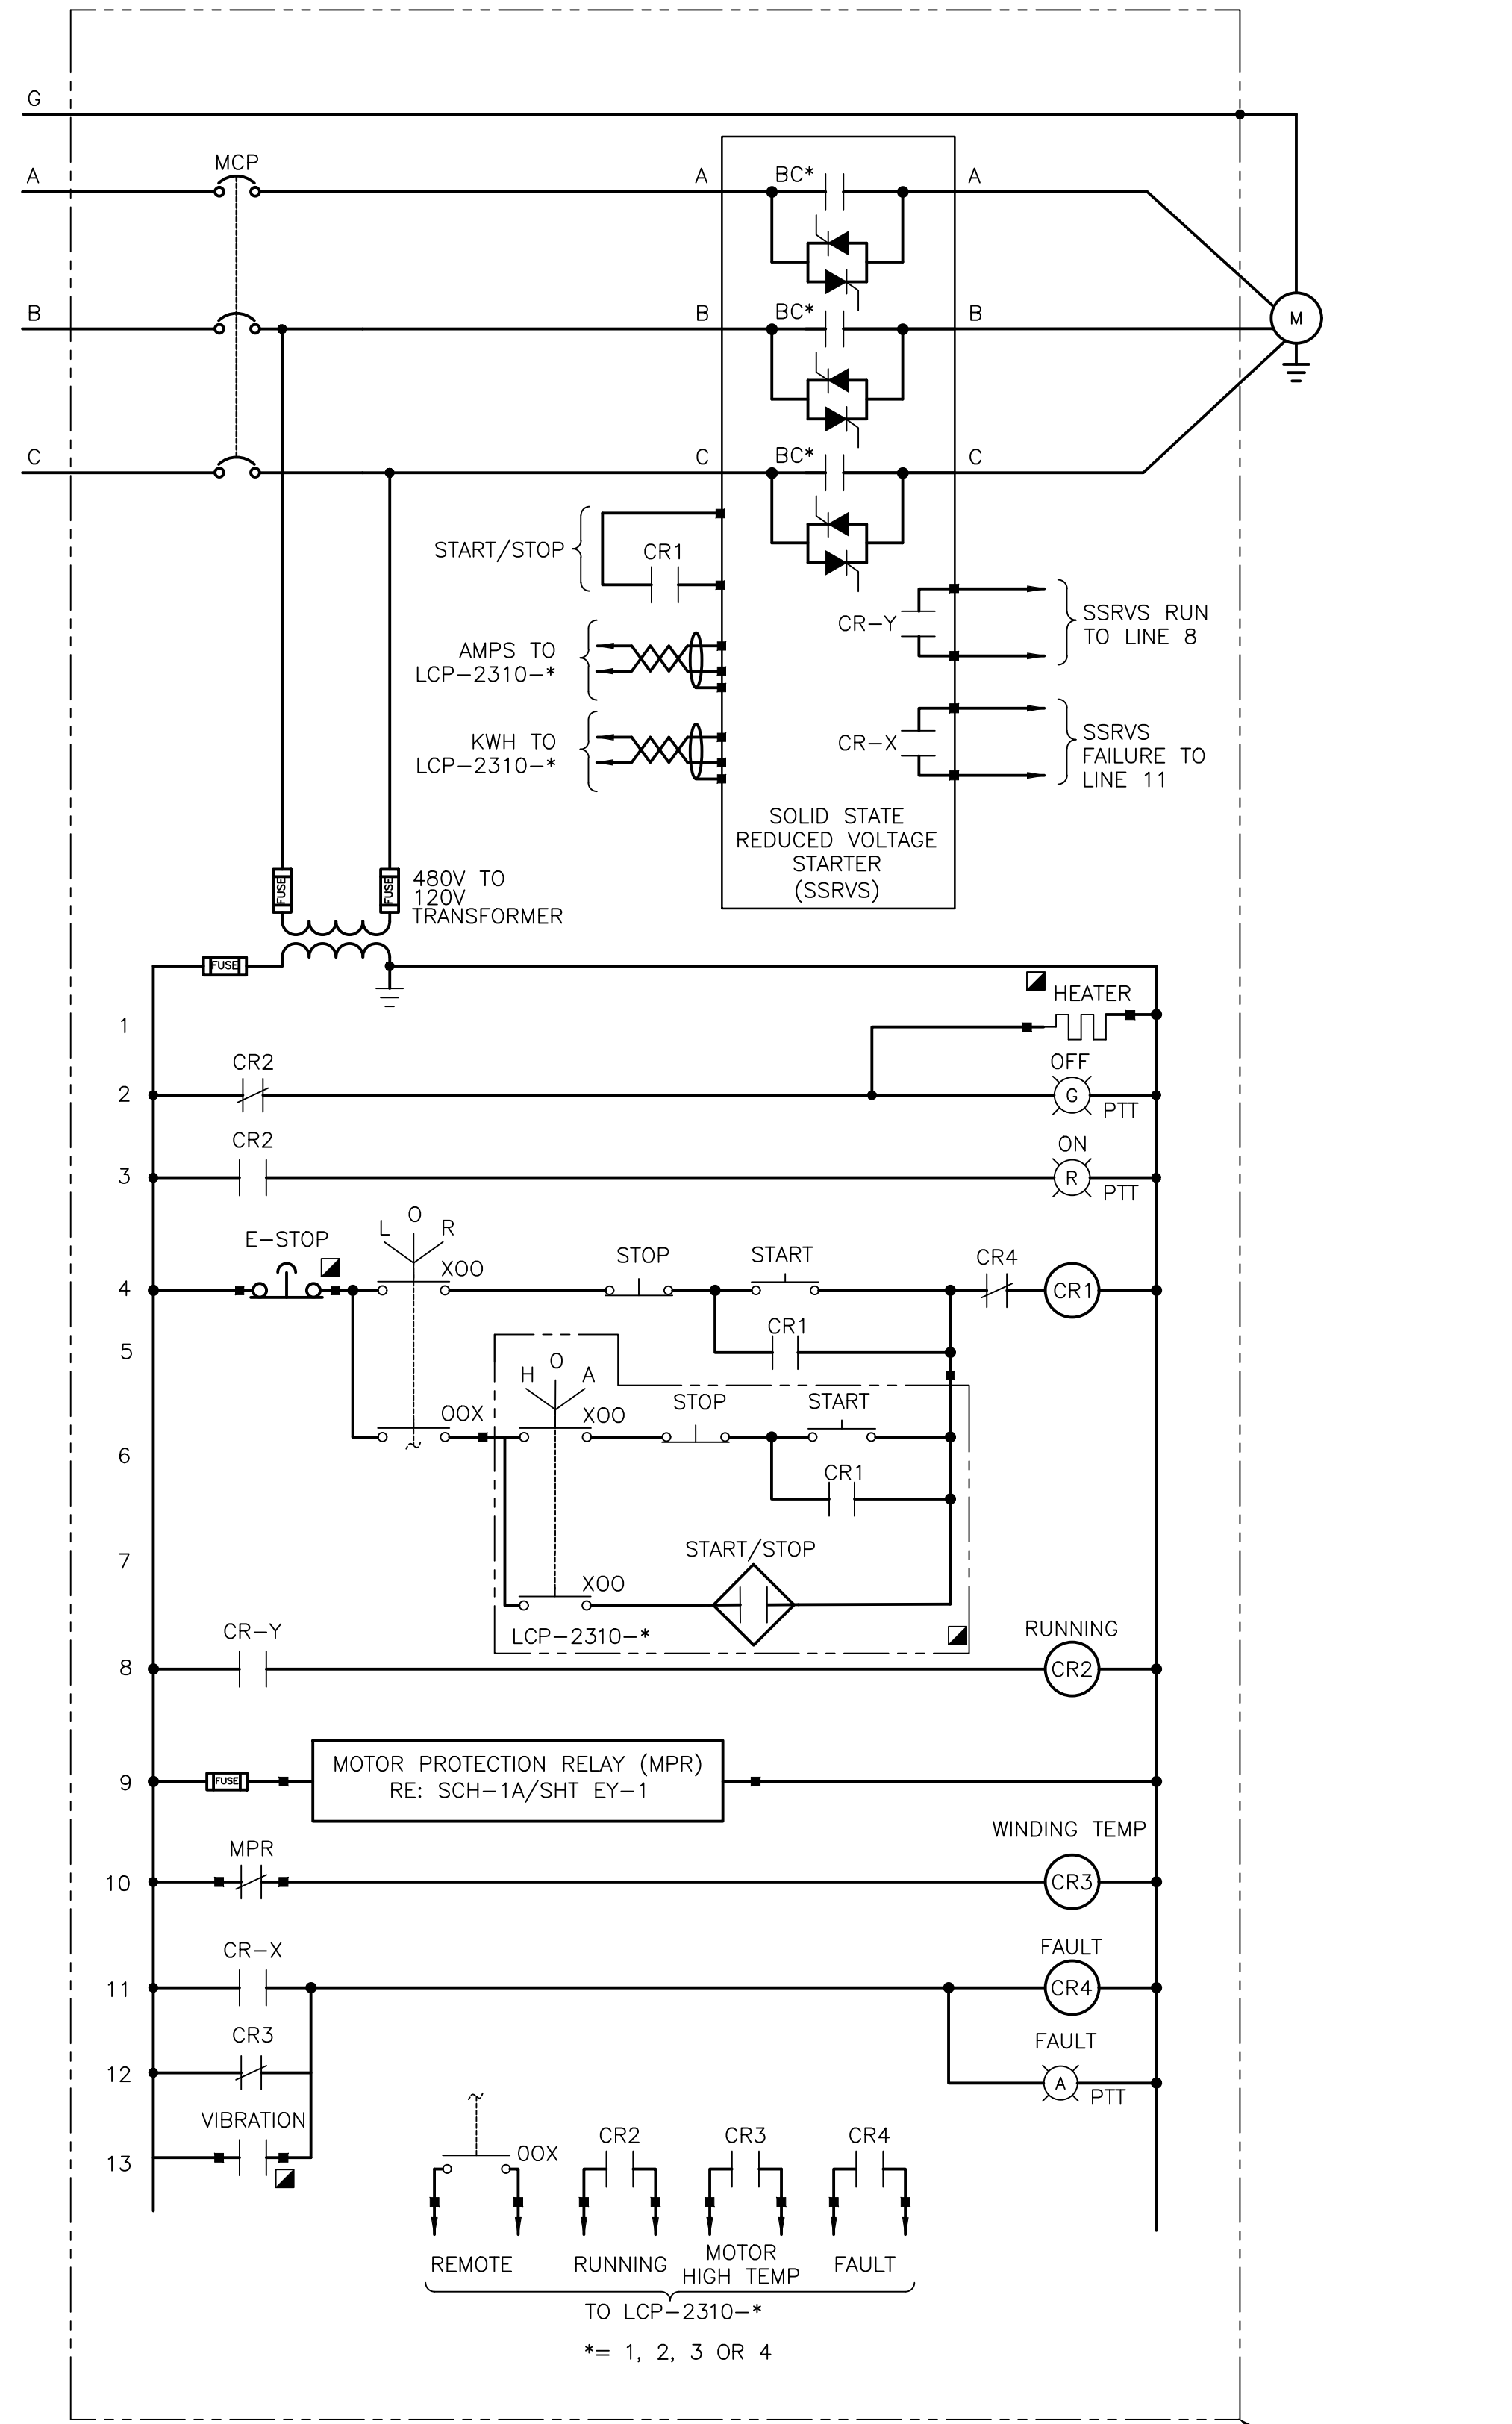 G
A
MCP
A
BC*
A
B
B
BC*
B
M
C
C
BC*
C
START/STOP
CR1
CR-Y
SSRVS RUN
TO LINE 8
AMPS TO
LCP-2310-*
KWH TO
LCP-2310-*
CR-X
SSRVS
FAILURE TO
LINE 11
SOLID STATE
REDUCED VOLTAGE
STARTER
(SSRVS)
FUSE
FUSE
480V TO
120V
TRANSFORMER
FUSE
1
HEATER
2
CR2
OFF
G
PTT
3
CR2
ON
R
PTT
4
E-STOP
L O R
XOO
STOP
START
CR4
CR1
5
CR1
6
OOX
H O A
XOO
STOP
START
CR1
7
XOO
START/STOP
LCP-2310-*
8
CR-Y
RUNNING
CR2
9
FUSE
MOTOR PROTECTION RELAY (MPR)
RE: SCH-1A/SHT EY-1
10
MPR
WINDING TEMP
CR3
11
CR-X
FAULT
CR4
12
CR3
FAULT
A
PTT
13
VIBRATION
OOX
CR2
CR3
CR4
REMOTE
RUNNING
MOTOR
HIGH TEMP
FAULT
TO LCP-2310-*
*= 1, 2, 3 OR 4